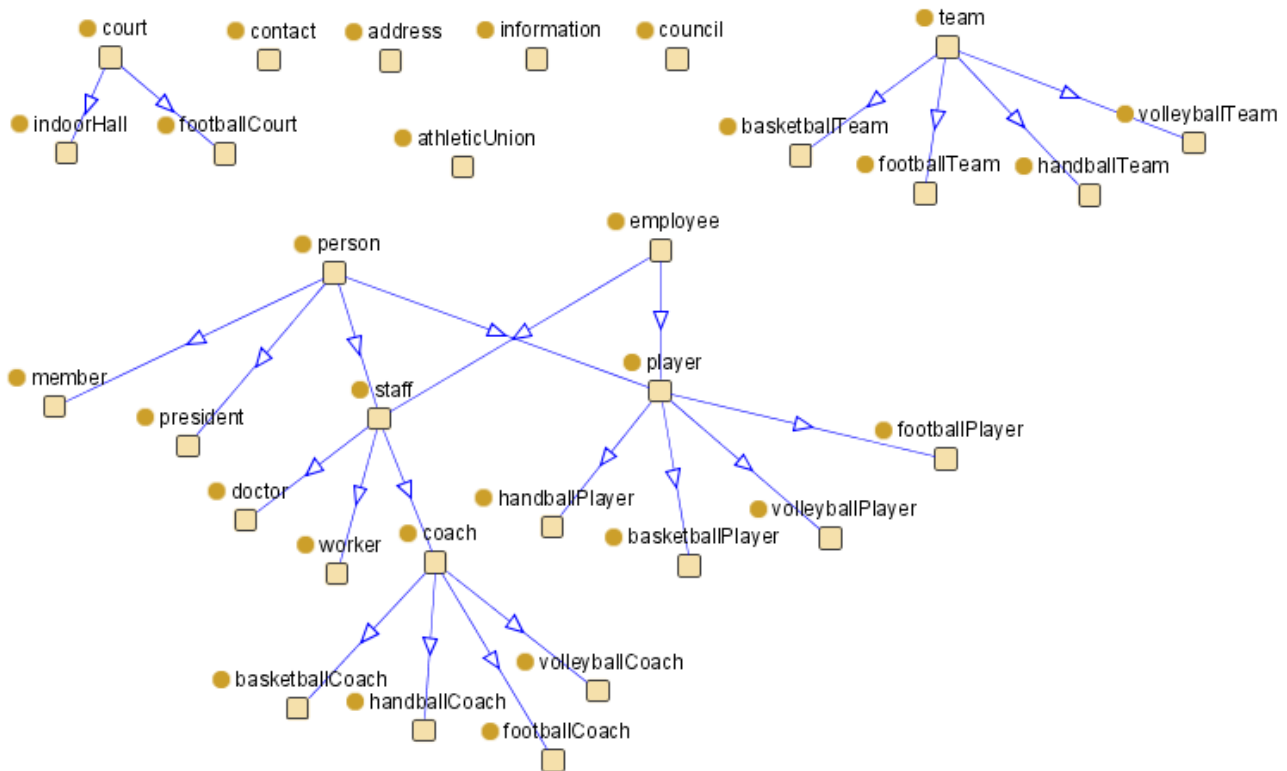 court
contact
address
information
council
team
indoorHall
footballCourt
athleticUnion
basketballTeam
footballTeam
handballTeam
volleyballTeam
person
employee
member
president
staff
player
footballPlayer
doctor
worker
coach
handballPlayer
basketballPlayer
volleyballPlayer
basketballCoach
handballCoach
footballCoach
volleyballCoach